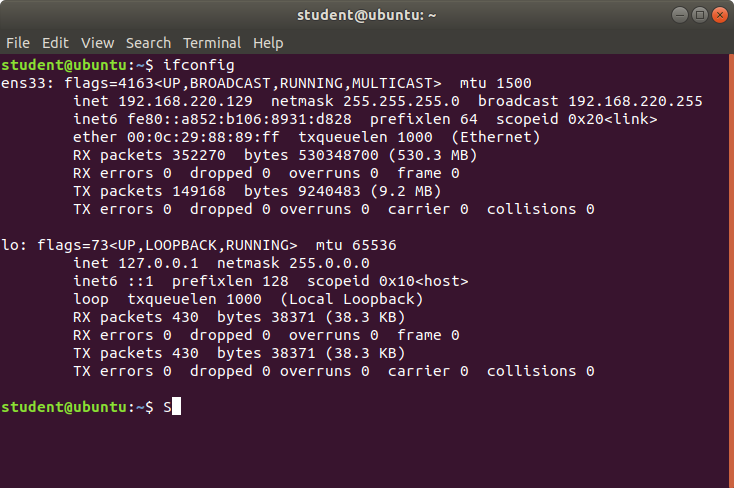 student@ubuntu: ~
File Edit View Search Terminal Help
student@ubuntu:~$ ifconfig
ens33: flags=4163<UP,BROADCAST,RUNNING,MULTICAST>  mtu 1500
        inet 192.168.220.129  netmask 255.255.255.0  broadcast 192.168.220.255
        inet6 fe80::a852:b106:8931:d828  prefixlen 64  scopeid 0x20<link>
        ether 00:0c:29:88:89:ff  txqueuelen 1000  (Ethernet)
        RX packets 352270  bytes 530348700 (530.3 MB)
        RX errors 0  dropped 0  overruns 0  frame 0
        TX packets 149168  bytes 9240483 (9.2 MB)
        TX errors 0  dropped 0 overruns 0  carrier 0  collisions 0

lo: flags=73<UP,LOOPBACK,RUNNING>  mtu 65536
        inet 127.0.0.1  netmask 255.0.0.0
        inet6 ::1  prefixlen 128  scopeid 0x10<host>
        loop  txqueuelen 1000  (Local Loopback)
        RX packets 430  bytes 38371 (38.3 KB)
        RX errors 0  dropped 0  overruns 0  frame 0
        TX packets 430  bytes 38371 (38.3 KB)
        TX errors 0  dropped 0 overruns 0  carrier 0  collisions 0

student@ubuntu:~$ S